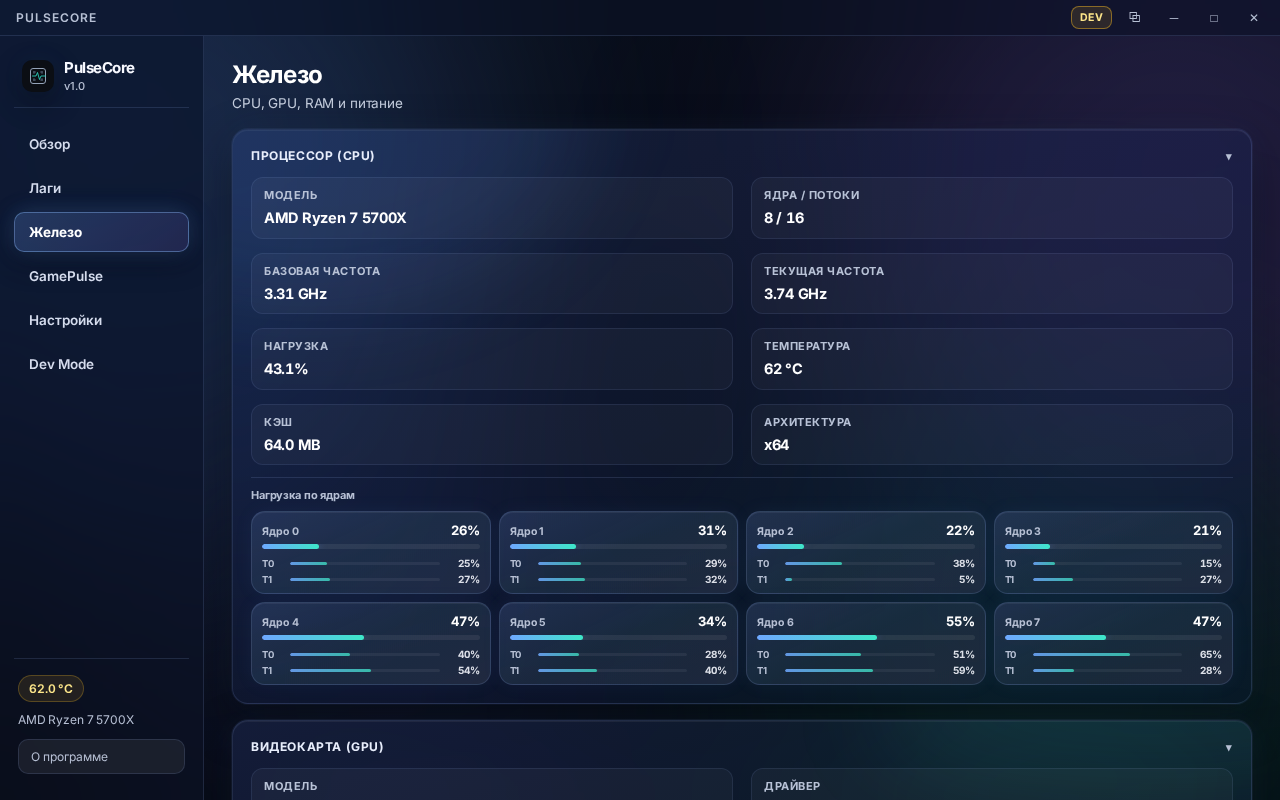 PULSECORE
DEV
PulseCore
v1.0
Обзор
Лаги
Железо
GamePulse
Настройки
Dev Mode
62.0 °C
AMD Ryzen 7 5700X
О программе
Железо
CPU, GPU, RAM и питание
ПРОЦЕССОР (CPU)
МОДЕЛЬ
AMD Ryzen 7 5700X
ЯДРА / ПОТОКИ
8 / 16
БАЗОВАЯ ЧАСТОТА
3.31 GHz
ТЕКУЩАЯ ЧАСТОТА
3.74 GHz
НАГРУЗКА
43.1%
ТЕМПЕРАТУРА
62 °C
КЭШ
64.0 MB
АРХИТЕКТУРА
x64
Нагрузка по ядрам
Ядро 0 26%
T0 25%
T1 27%
Ядро 1 31%
T0 29%
T1 32%
Ядро 2 22%
T0 38%
T1 5%
Ядро 3 21%
T0 15%
T1 27%
Ядро 4 47%
T0 40%
T1 54%
Ядро 5 34%
T0 28%
T1 40%
Ядро 6 55%
T0 51%
T1 59%
Ядро 7 47%
T0 65%
T1 28%
ВИДЕОКАРТА (GPU)
МОДЕЛЬ
ДРАЙВЕР